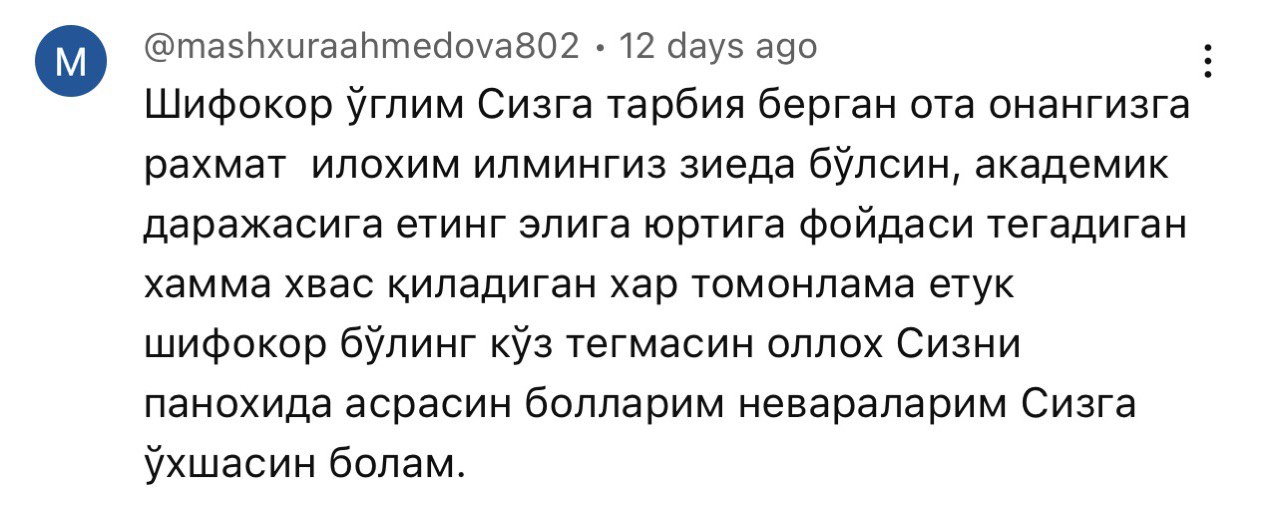 M
@mashxuraahmedova802 • 12 days ago
Шифокор ўглим Сизга тарбия берган ота онангизга
рахмат  илохим илмингиз зиеда бўлсин, академик
даражасига етинг элига юртига фойдаси тегадиган
хамма хвас қиладиган хар томонлама етук
шифокор бўлинг кўз тегмасин оллох Сизни
панохида асрасин болларим невараларим Сизга
ўхшасин болам.